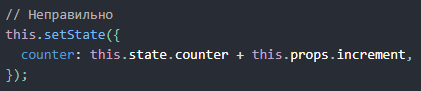 // Неправильно
this.setState({
  counter: this.state.counter + this.props.increment,
});